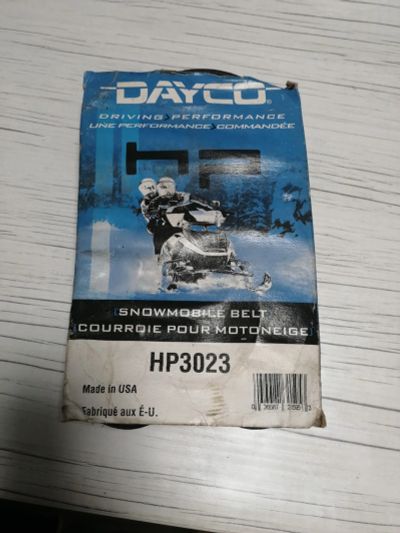 DAYCO
DRIVING PERFORMANCE
UNE PERFORMANCE COMMANDÉE
hp
SNOWMOBILE BELT
COURROIE POUR MOTONEIGE
HP3023
Made in USA
Fabriqué aux É-U.